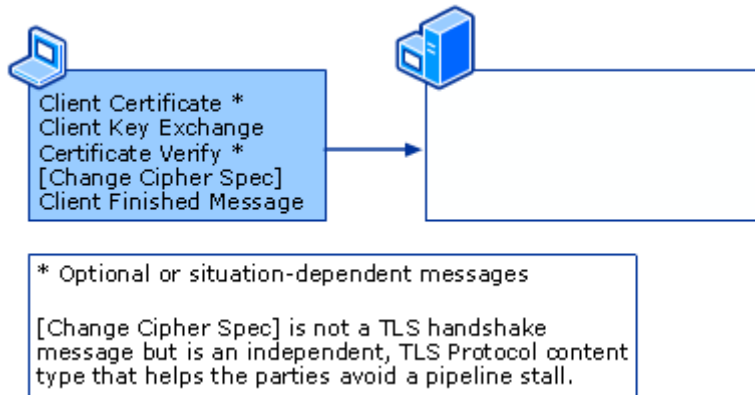 Client Certificate *
Client Key Exchange
Certificate Verify *
[Change Cipher Spec]
Client Finished Message
* Optional or situation-dependent messages
[Change Cipher Spec] is not a TLS handshake
message but is an independent, TLS Protocol content
type that helps the parties avoid a pipeline stall.